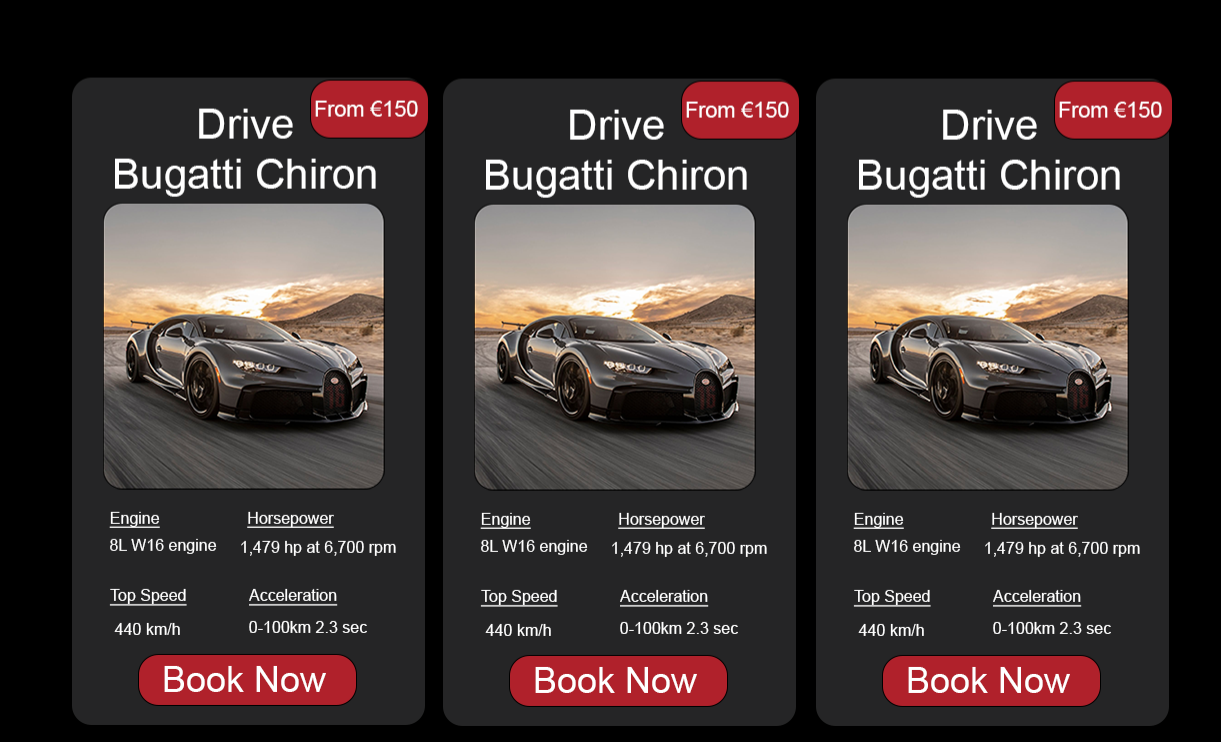 From €150
Drive
Bugatti Chiron
Engine
8L W16 engine
Horsepower
1,479 hp at 6,700 rpm
Top Speed
440 km/h
Acceleration
0-100km 2.3 sec
Book Now
From €150
Drive
Bugatti Chiron
Engine
8L W16 engine
Horsepower
1,479 hp at 6,700 rpm
Top Speed
440 km/h
Acceleration
0-100km 2.3 sec
Book Now
From €150
Drive
Bugatti Chiron
Engine
8L W16 engine
Horsepower
1,479 hp at 6,700 rpm
Top Speed
440 km/h
Acceleration
0-100km 2.3 sec
Book Now